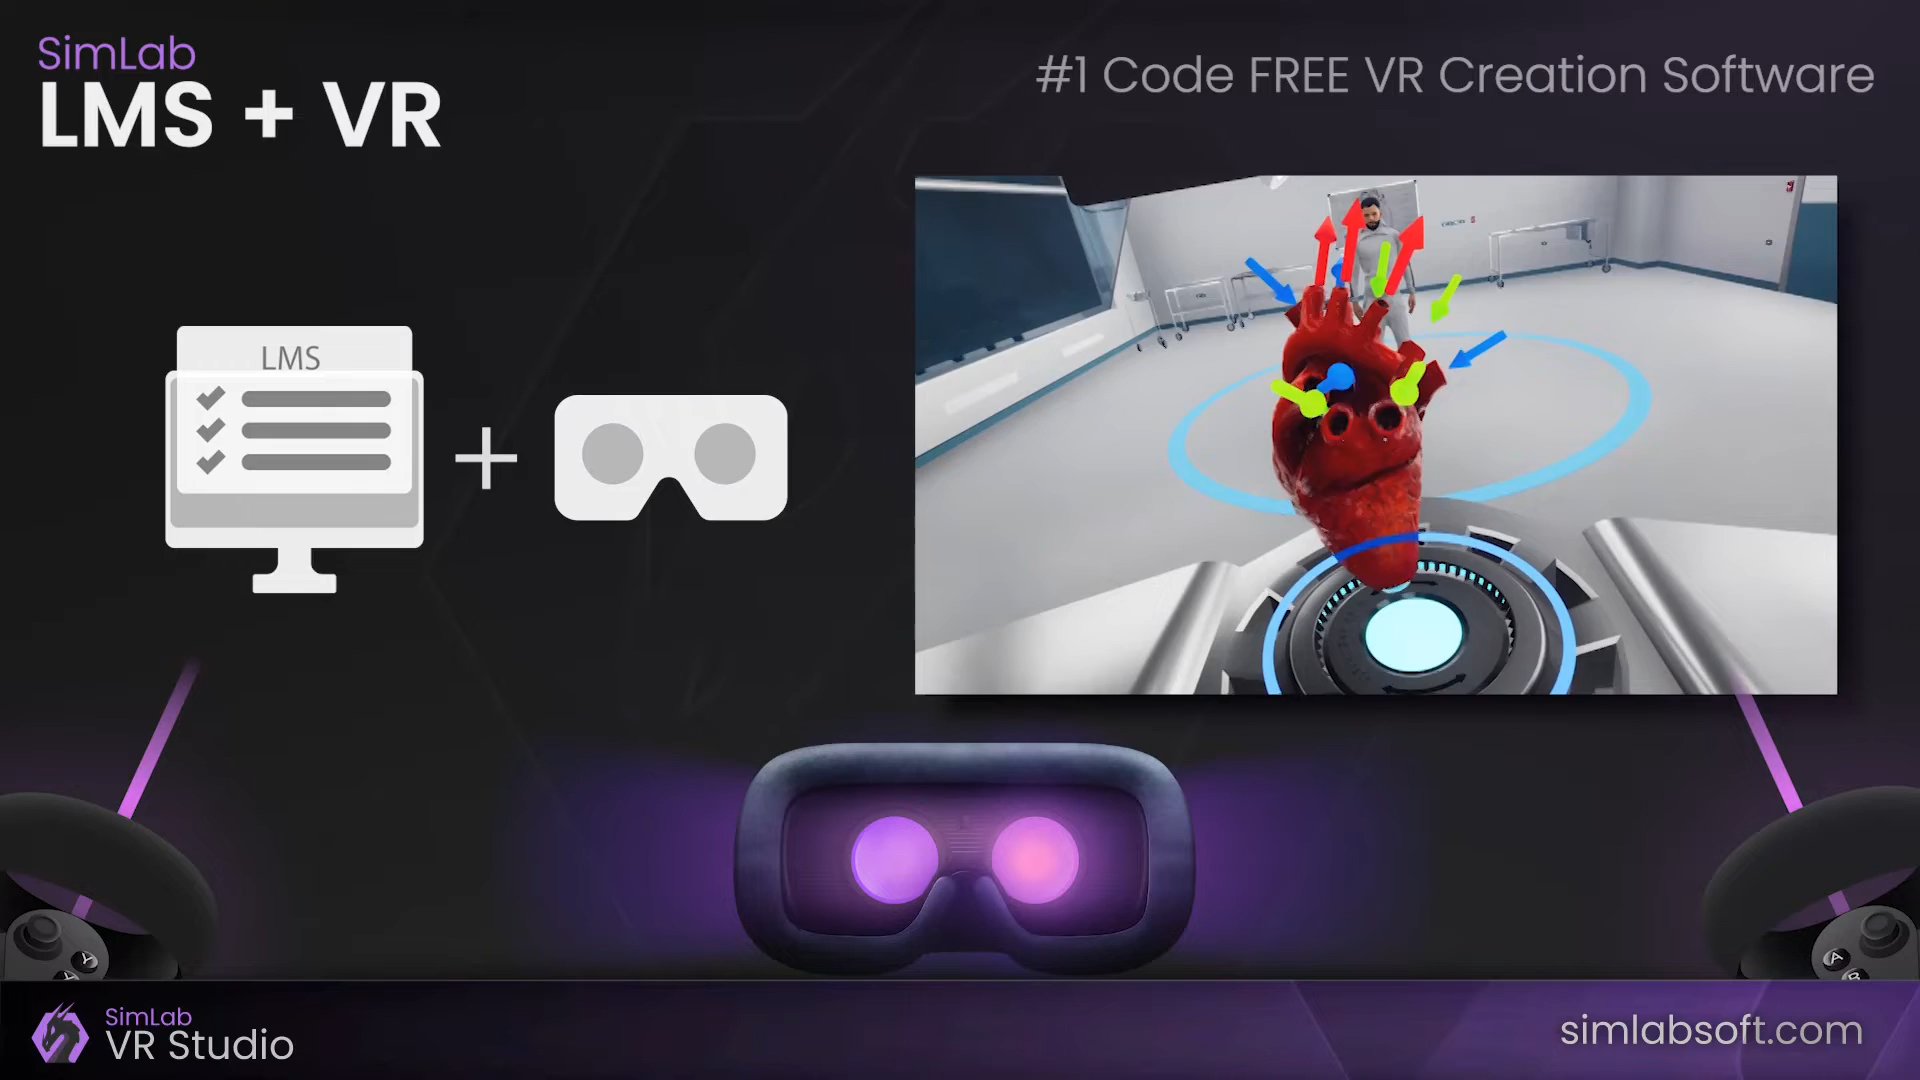 SimLab
LMS + VR
#1 Code FREE VR Creation Software
LMS
Y
X
A
B
SimLab
VR Studio
simlabsoft.com